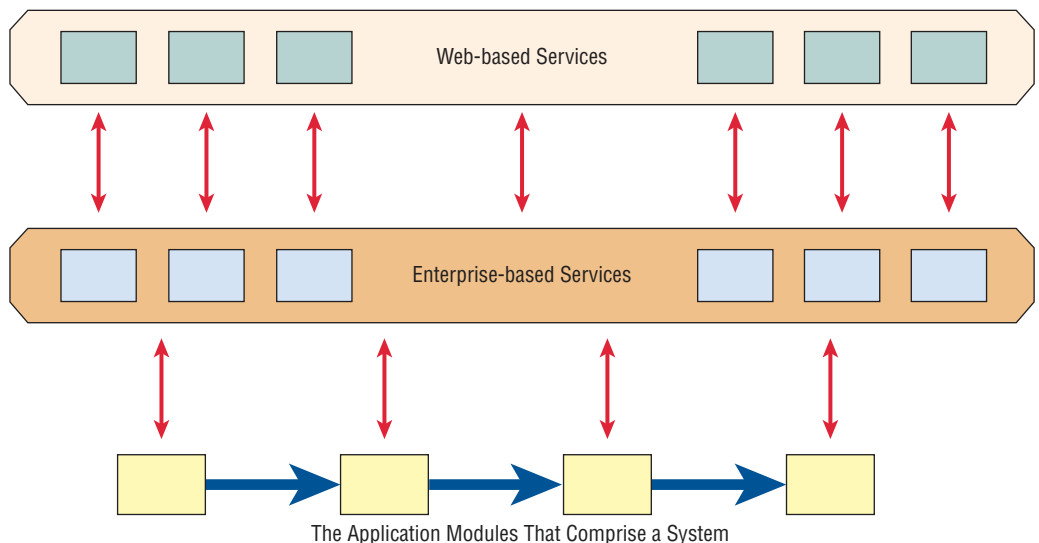 Web-based Services
Enterprise-based Services
The Application Modules That Comprise a System